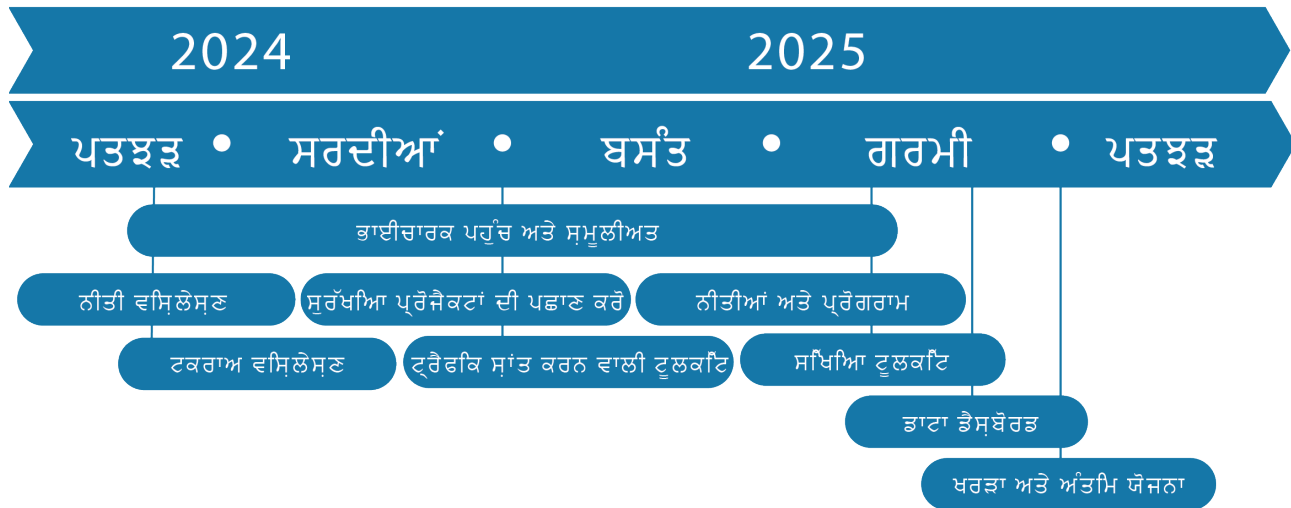 2024 2025
ਪਤਝੜ • ਸਰਦੀਆਂ • ਬਸੰਤ • ਗਰਮੀ • ਪਤਝੜ
ਭਾਈਚਾਰਕ ਪਹੁੰਚ ਅਤੇ ਸ਼ਮੂਲੀਅਤ
ਨੀਤੀ ਵਿਸ਼ਲੇਸ਼ਣ ਸੁਰੱਖਿਆ ਪ੍ਰੋਜੈਕਟਾਂ ਦੀ ਪਛਾਣ ਕਰੋ ਨੀਤੀਆਂ ਅਤੇ ਪ੍ਰੋਗਰਾਮ
ਟਕਰਾਅ ਵਿਸ਼ਲੇਸ਼ਣ ਟ੍ਰੈਫਿਕ ਸ਼ਾਂਤ ਕਰਨ ਵਾਲੀ ਟੂਲਕਿੱਟ ਸਿੱਖਿਆ ਟੂਲਕਿੱਟ
ਡਾਟਾ ਡੈਸ਼ਬੋਰਡ
ਖਰੜਾ ਅਤੇ ਅੰਤਿਮ ਯੋਜਨਾ